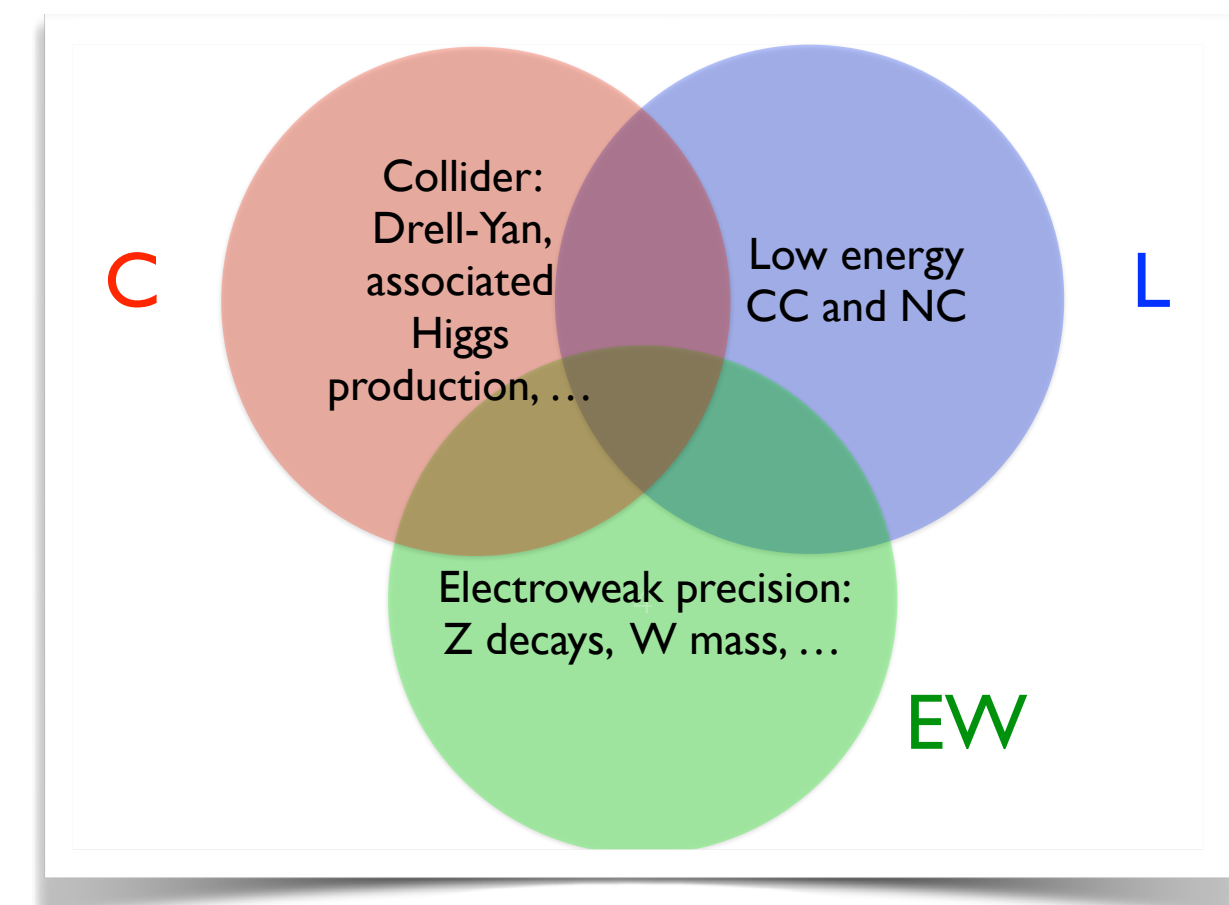 Collider:
Drell-Yan,
associated
Higgs
production, …
C
Low energy
CC and NC
L
Electroweak precision:
Z decays, W mass, …
EW